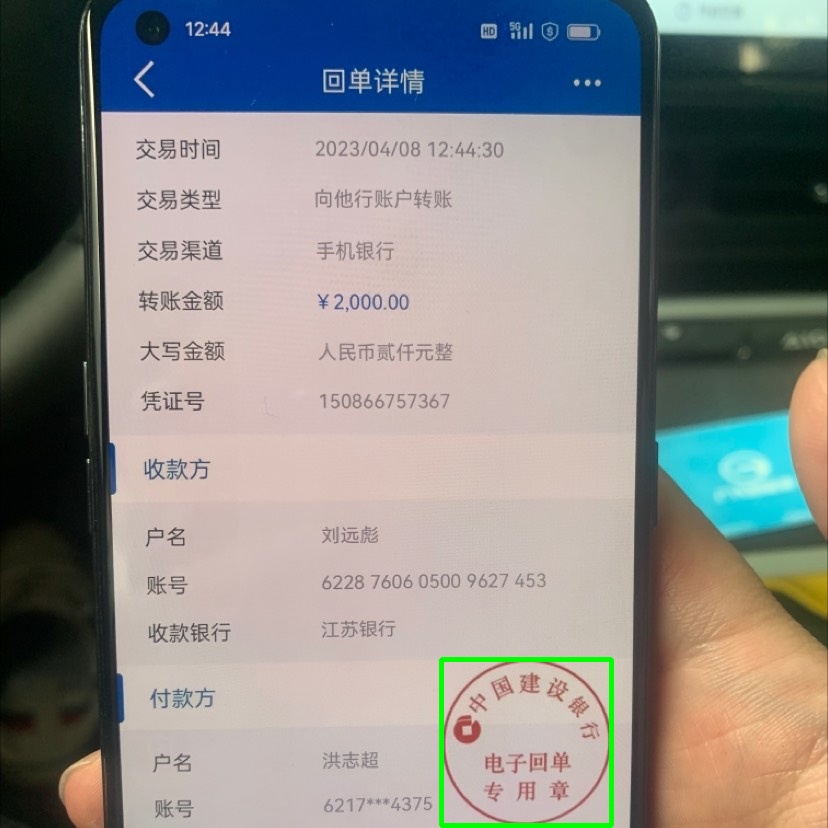 12:44
HD 5G
回单详情
交易时间 2023/04/08 12:44:30
交易类型 向他行账户转账
交易渠道 手机银行
转账金额 ¥2,000.00
大写金额 人民币贰仟元整
凭证号 150866757367
收款方
户名 刘远彪
账号 6228 7606 0500 9627 453
收款银行 江苏银行
付款方
户名 洪志超
账号 6217***4375
中国建设银行
电子回单
专用章